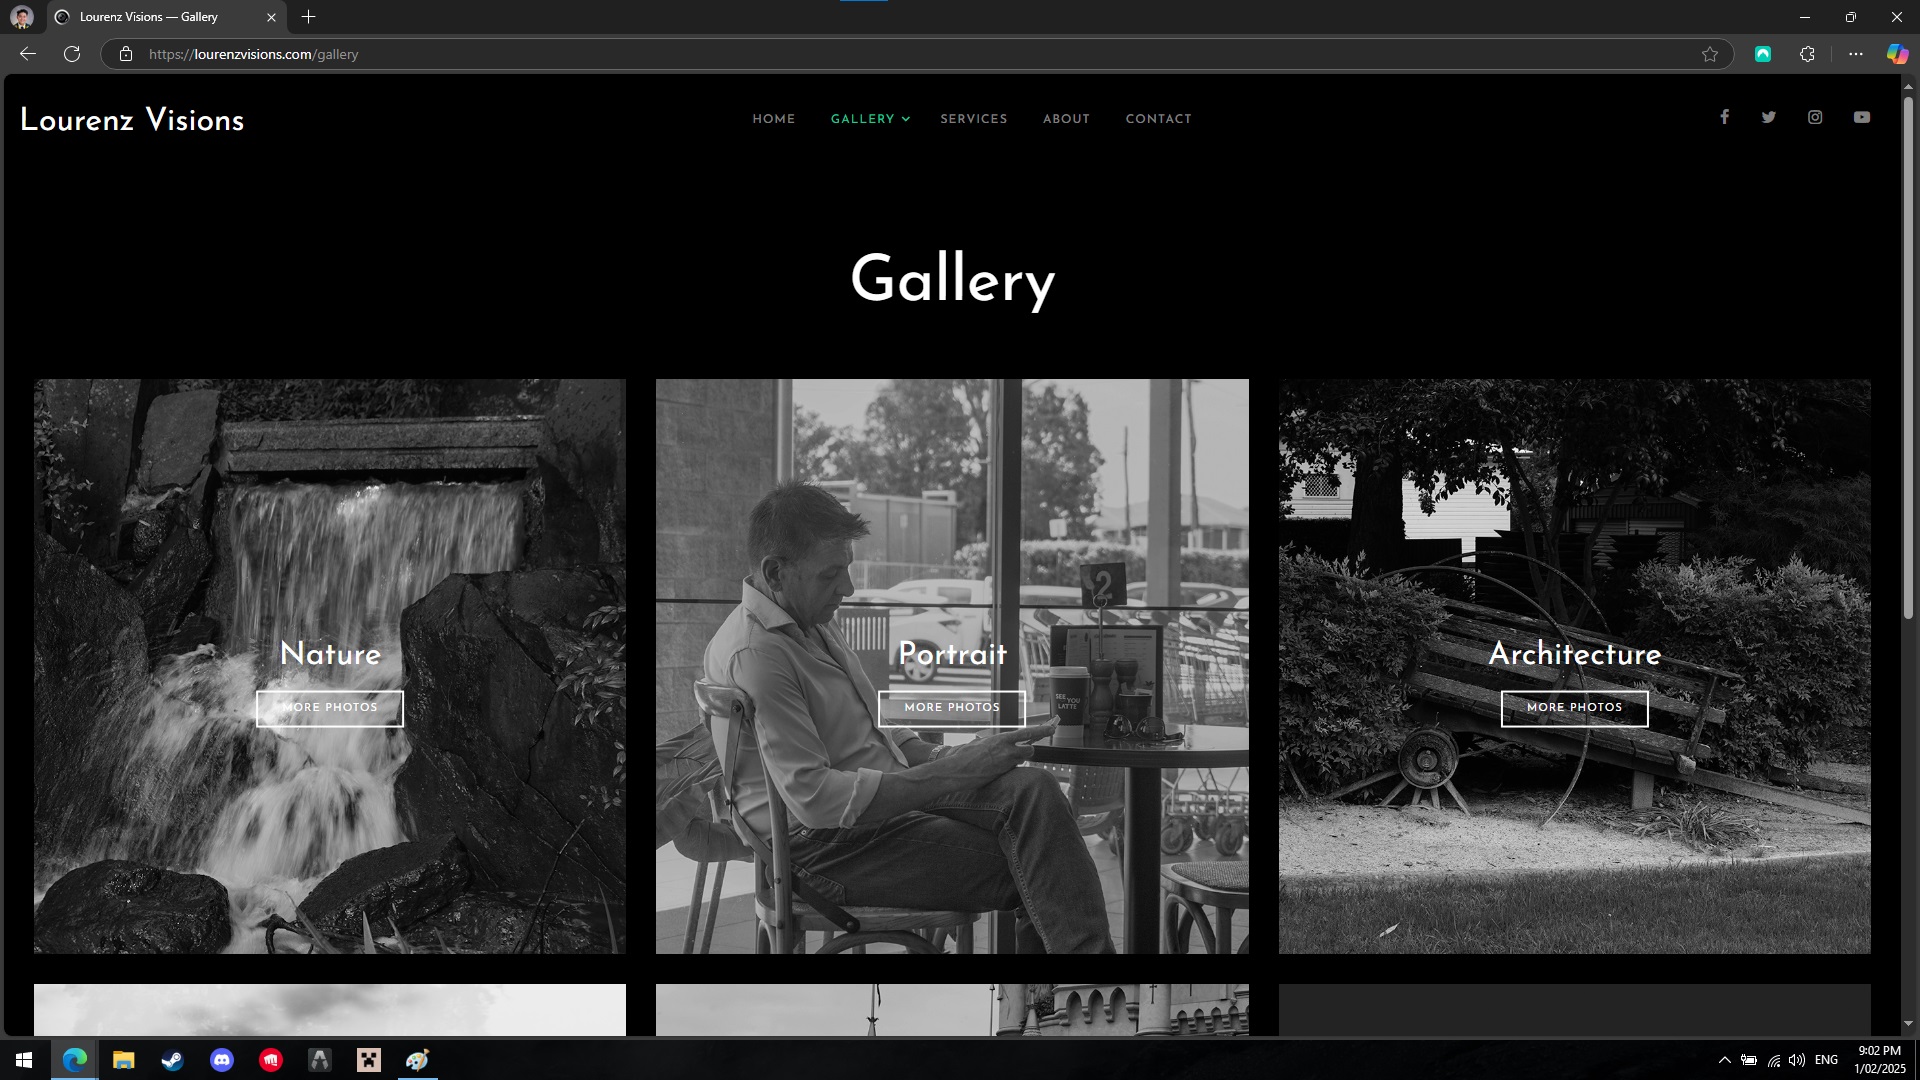 Lourenz Visions — Gallery
https://lourenzvisions.com/gallery
Lourenz Visions
HOME GALLERY SERVICES ABOUT CONTACT
Gallery
2
Nature
Portrait
Architecture
SEE YOU LATTE
MORE PHOTOS
MORE PHOTOS
MORE PHOTOS
ENG
9:02 PM
1/02/2025